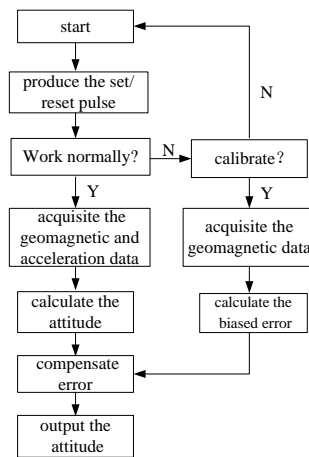 start
produce the set/
reset pulse
N
Work normally?
N
calibrate?
Y
Y
acquisite the
geomagnetic and
acceleration data
acquisite the
geomagnetic data
calculate the
attitude
calculate the
biased error
compensate
error
output the
attitude